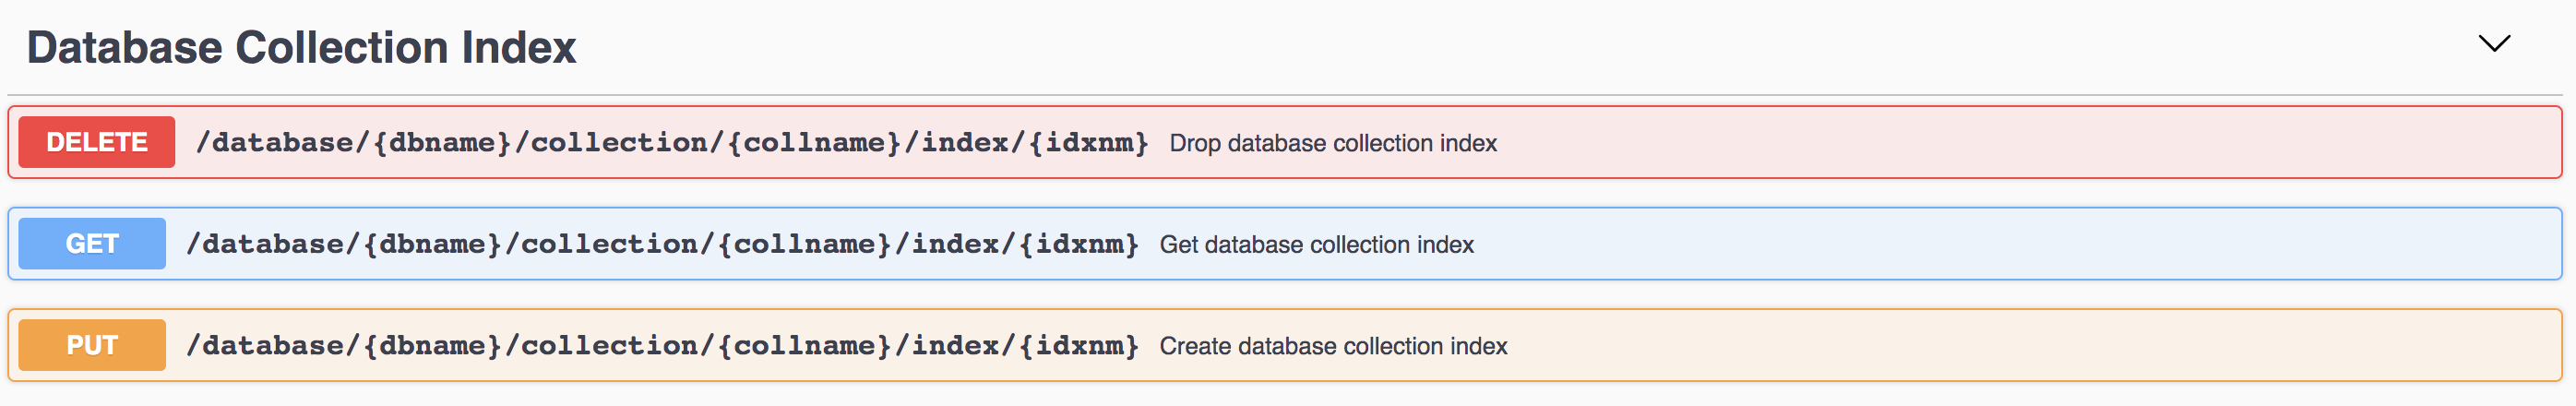 Database Collection Index
DELETE /database/{dbname}/collection/{collname}/index/{idxnm} Drop database collection index
GET /database/{dbname}/collection/{collname}/index/{idxnm} Get database collection index
PUT /database/{dbname}/collection/{collname}/index/{idxnm} Create database collection index